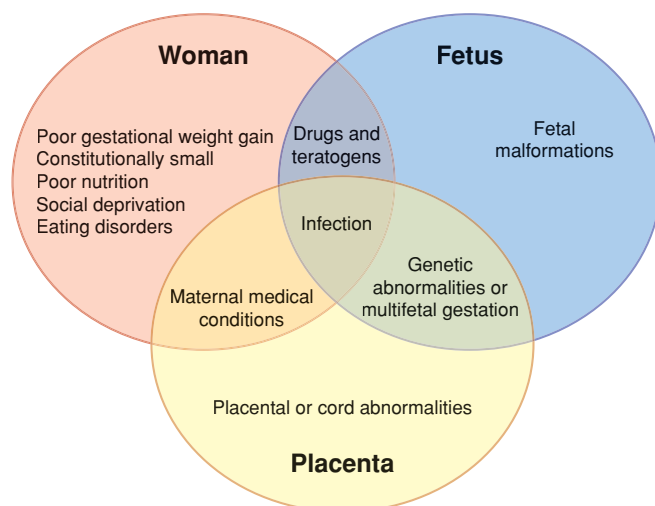 Woman
Fetus
Poor gestational weight gain
Constitutionally small
Poor nutrition
Social deprivation
Eating disorders
Drugs and
teratogens
Fetal
malformations
Infection
Maternal medical
conditions
Genetic
abnormalities or
multifetal gestation
Placental or cord abnormalities
Placenta